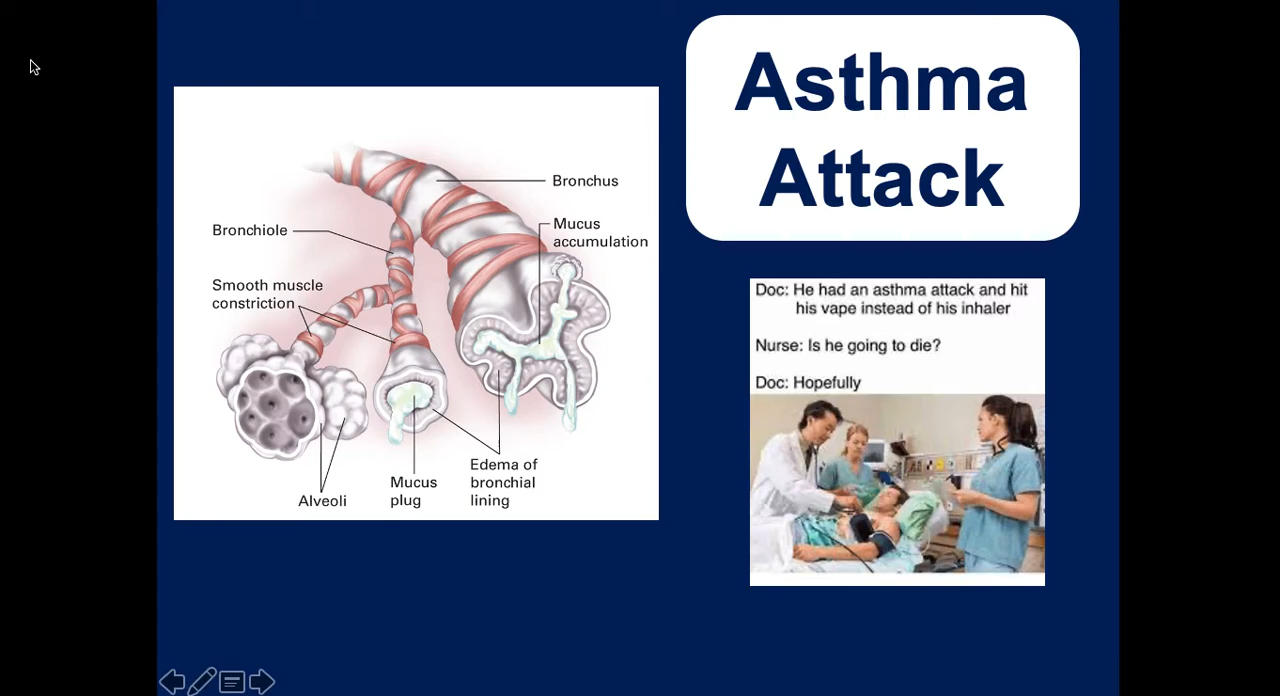 Asthma
Attack
Bronchus
Mucus
accumulation
Bronchiole
Smooth muscle
constriction
Edema of
bronchial
lining
Mucus
plug
Alveoli
Doc: He had an asthma attack and hit
his vape instead of his inhaler
Nurse: Is he going to die?
Doc: Hopefully